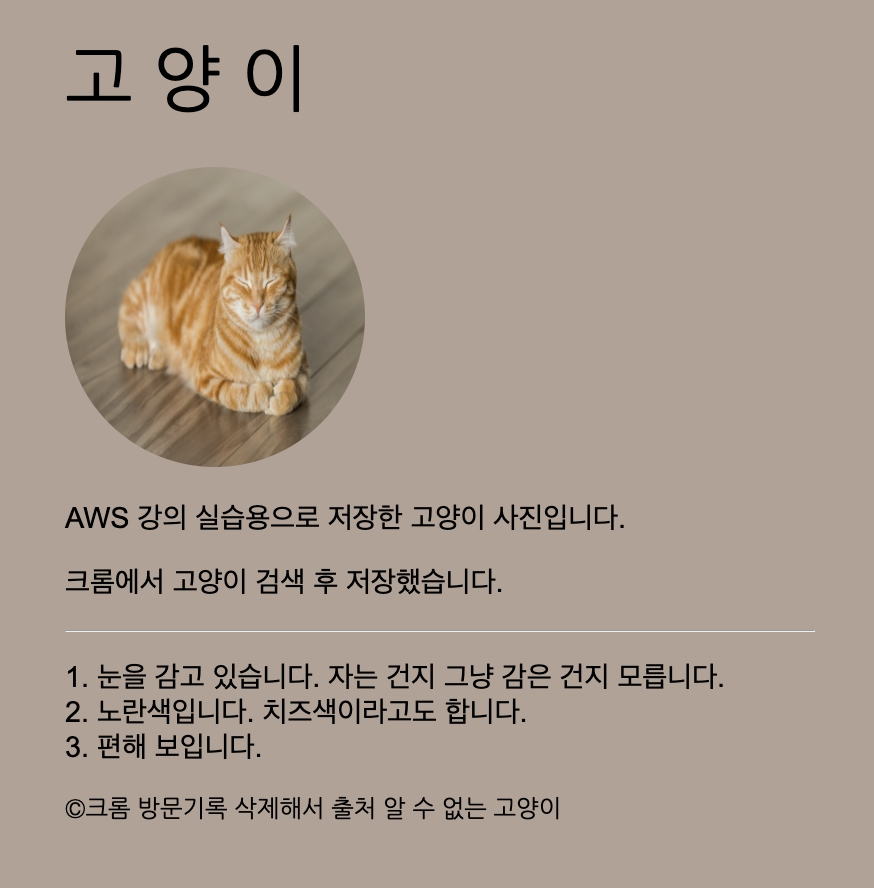 고 양 이
AWS 강의 실습용으로 저장한 고양이 사진입니다.
크롬에서 고양이 검색 후 저장했습니다.
1. 눈을 감고 있습니다. 자는 건지 그냥 감은 건지 모릅니다.
2. 노란색입니다. 치즈색이라고도 합니다.
3. 편해 보입니다.
©크롬 방문기록 삭제해서 출처 알 수 없는 고양이